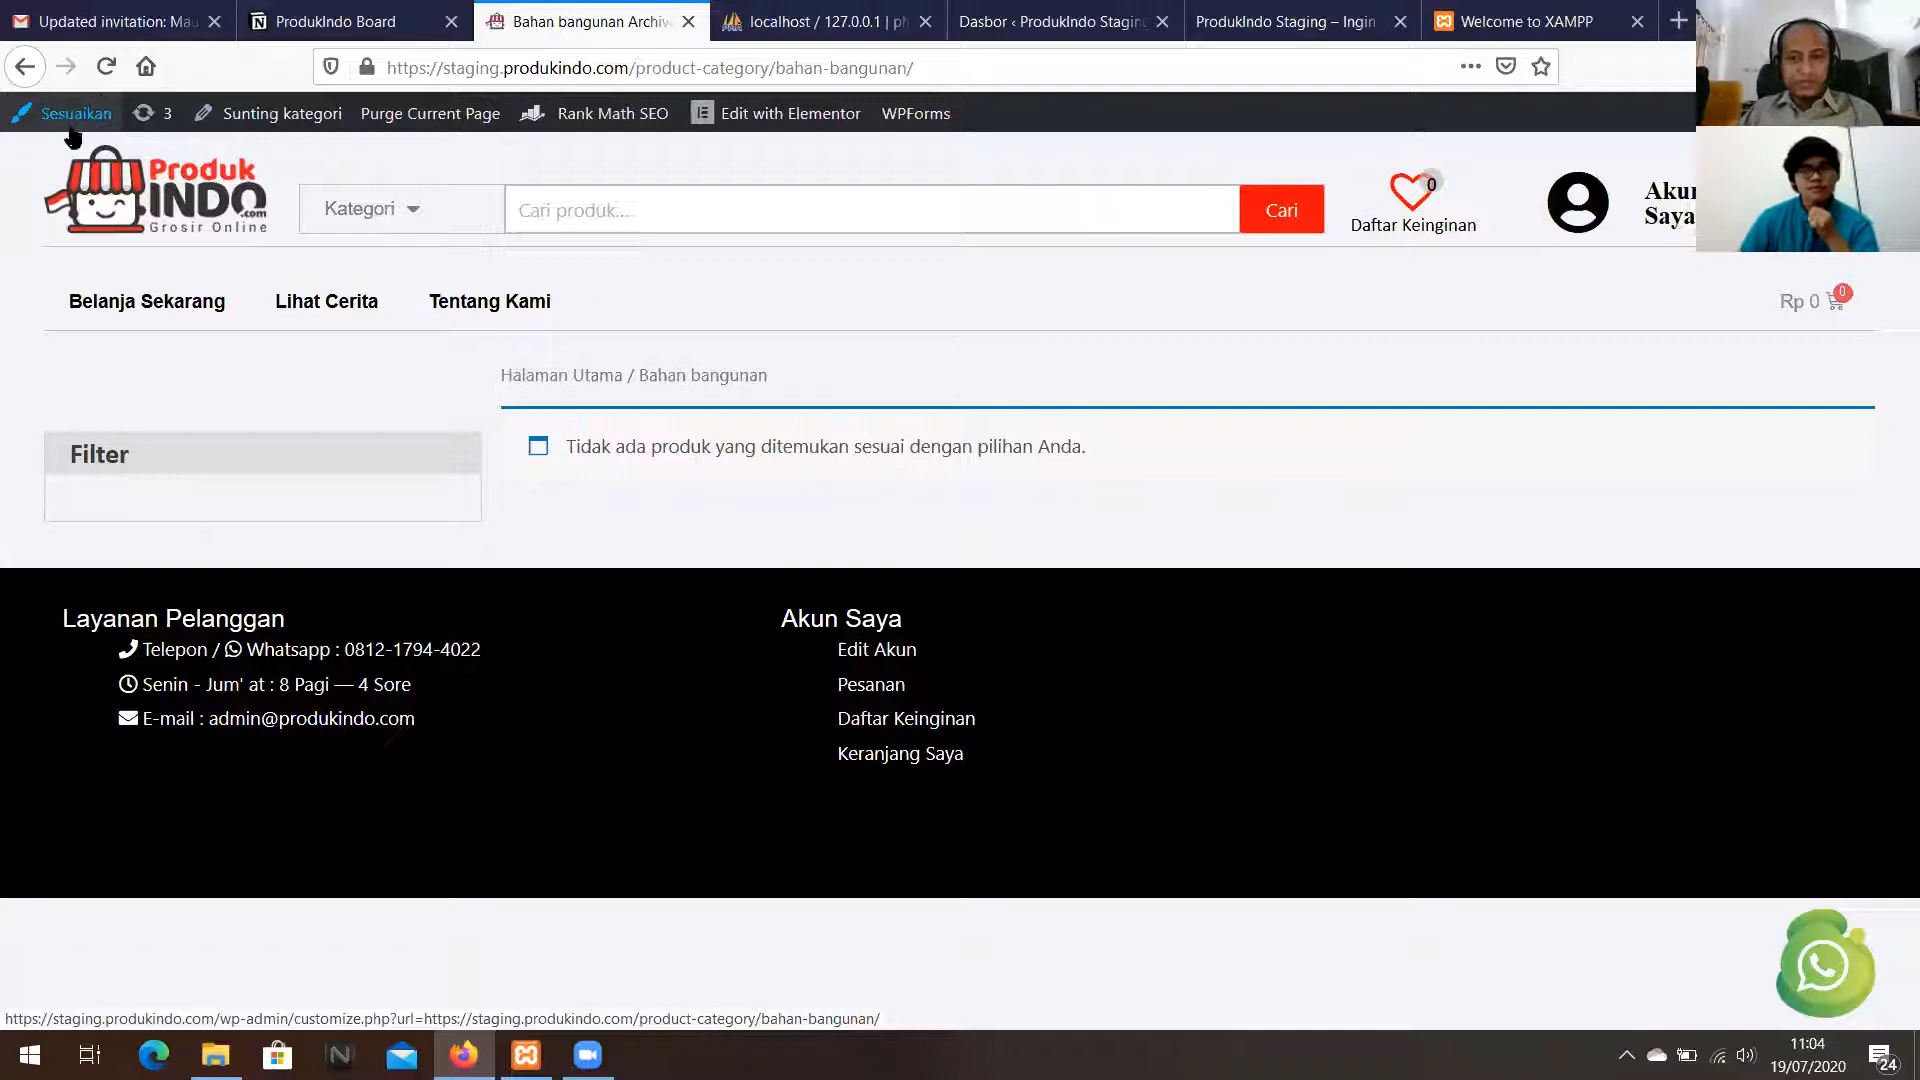 Updated invitation: Mau
ProdukIndo Board
Bahan bangunan Archiv
localhost / 127.0.0.1 | ph
Dasbor ‹ ProdukIndo Staging
ProdukIndo Staging – Ingin
Welcome to XAMPP
https://staging.produkindo.com/product-category/bahan-bangunan/
Sesuaikan
3
Sunting kategori
Purge Current Page
Rank Math SEO
Edit with Elementor
WPForms
Produk
INDO.com
Grosir Online
Kategori
Cari produk....
Cari
0
Daftar Keinginan
Akun
Saya
Belanja Sekarang
Lihat Cerita
Tentang Kami
Rp 0
0
Halaman Utama / Bahan bangunan
Filter
Tidak ada produk yang ditemukan sesuai dengan pilihan Anda.
Layanan Pelanggan
Telepon / Whatsapp : 0812-1794-4022
Senin - Jum' at : 8 Pagi — 4 Sore
E-mail : admin@produkindo.com
Akun Saya
Edit Akun
Pesanan
Daftar Keinginan
Keranjang Saya
https://staging.produkindo.com/wp-admin/customize.php?url=https://staging.produkindo.com/product-category/bahan-bangunan/
11:04
19/07/2020
24